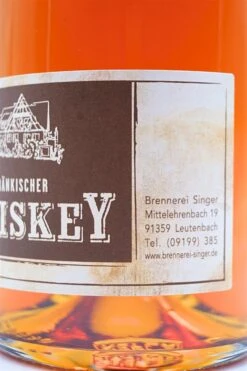 ÄNKISCHER
ISKEY
Brennerei Singer
Mittelehrenbach 19
91359 Leutenbach
Tel. (09199) 385
www.brennerei-singer.de